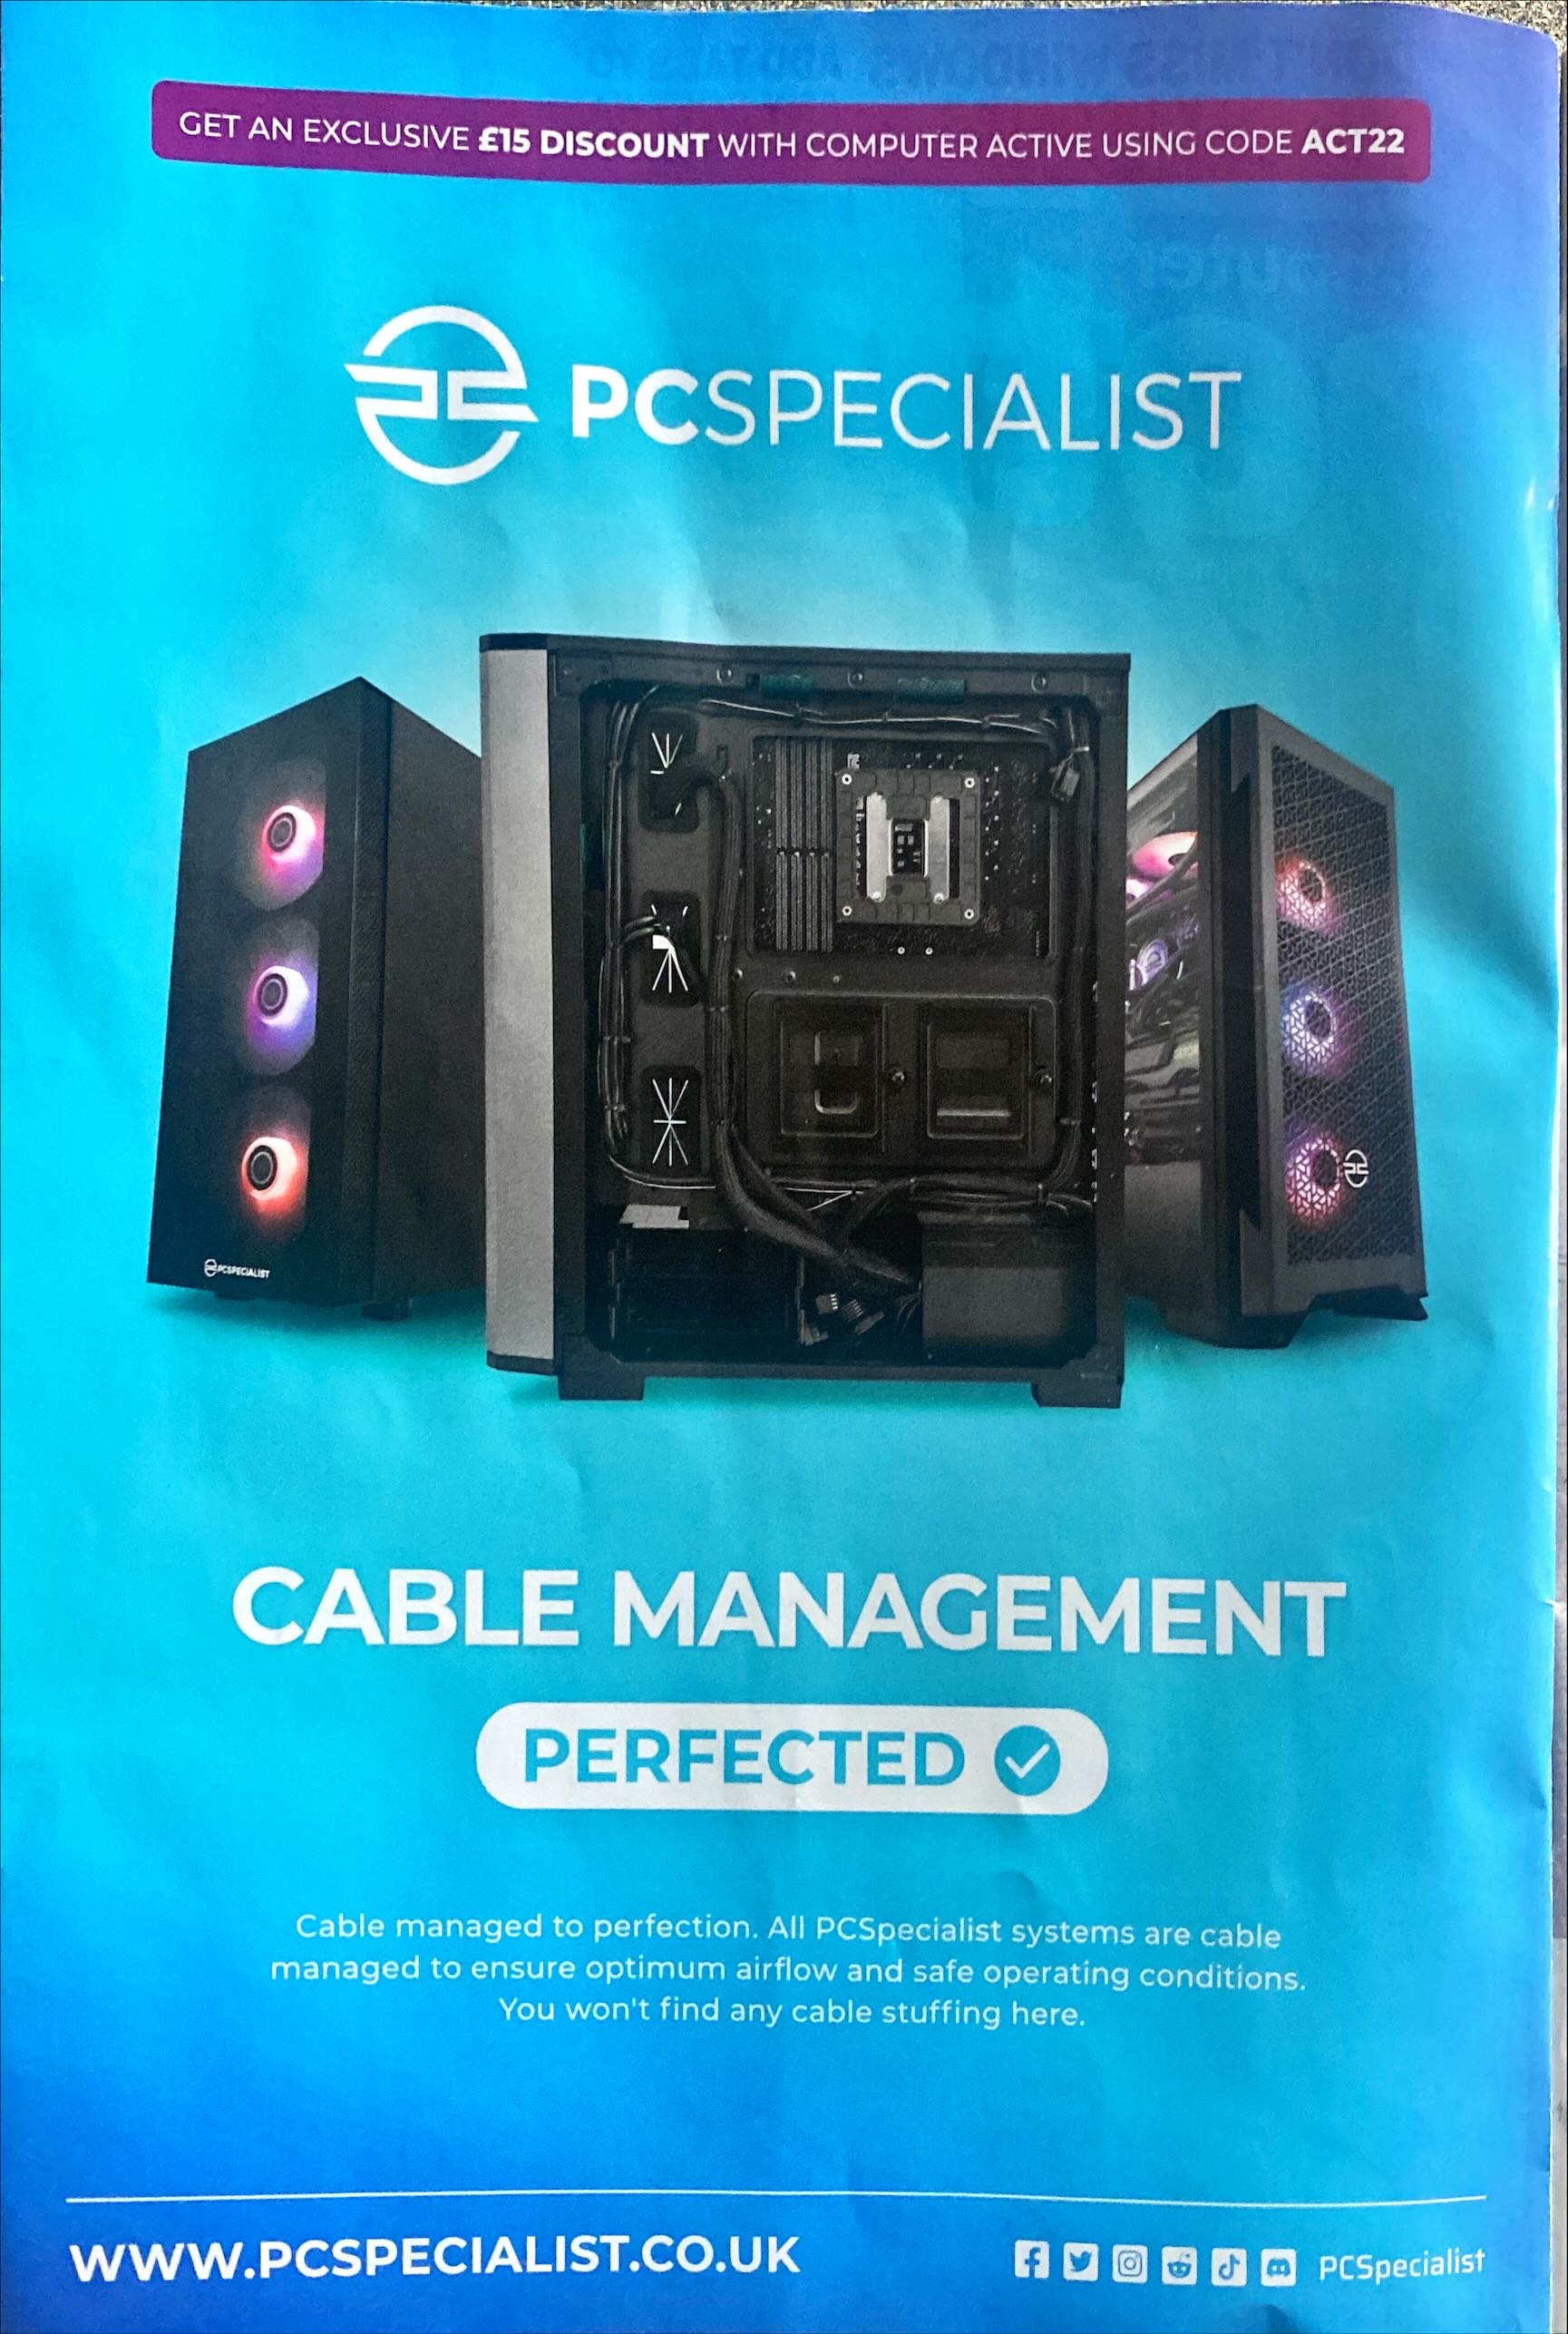 GET AN EXCLUSIVE £15 DISCOUNT WITH COMPUTER ACTIVE USING CODE ACT22
PCSPECIALIST
PCSPECIALIST
CABLE MANAGEMENT
PERFECTED
Cable managed to perfection. All PCSpecialist systems are cable
managed to ensure optimum airflow and safe operating conditions.
You won't find any cable stuffing here.
WWW.PCSPECIALIST.CO.UK
PCSpecialist